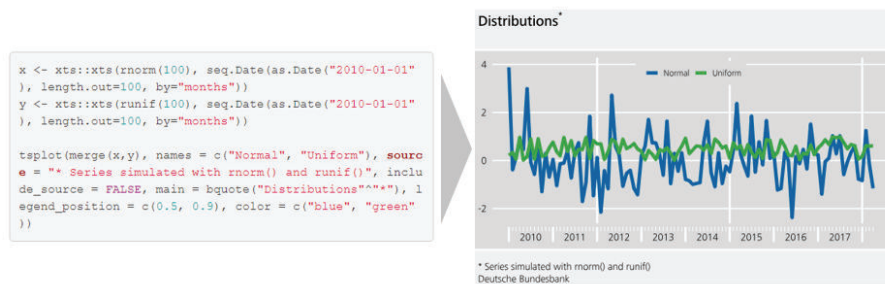 x <- xts::xts(rnorm(100), seq.Date(as.Date("2010-01-01"
), length.out=100, by="months"))
y <- xts::xts(runif(100), seq.Date(as.Date("2010-01-01"
), length.out=100, by="months"))
tsplot(merge(x,y), names = c("Normal", "Uniform"), sourc
e = "* Series simulated with rnorm() and runif()", inclu
de_source = FALSE, main = bquote("Distributions"^"*"), l
egend_position = c(0.5, 0.9), color = c("blue", "green"
))
Distributions*
Normal Uniform
4
2
0
-2
2010 2011 2012 2013 2014 2015 2016 2017
* Series simulated with rnorm() and runif()
Deutsche Bundesbank